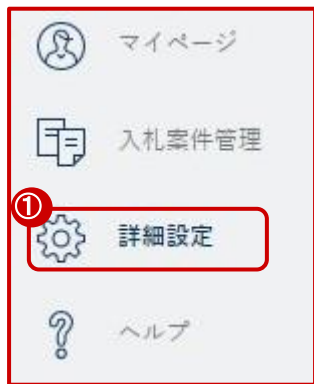 マイページ
入札案件管理
①
詳細設定
ヘルプ